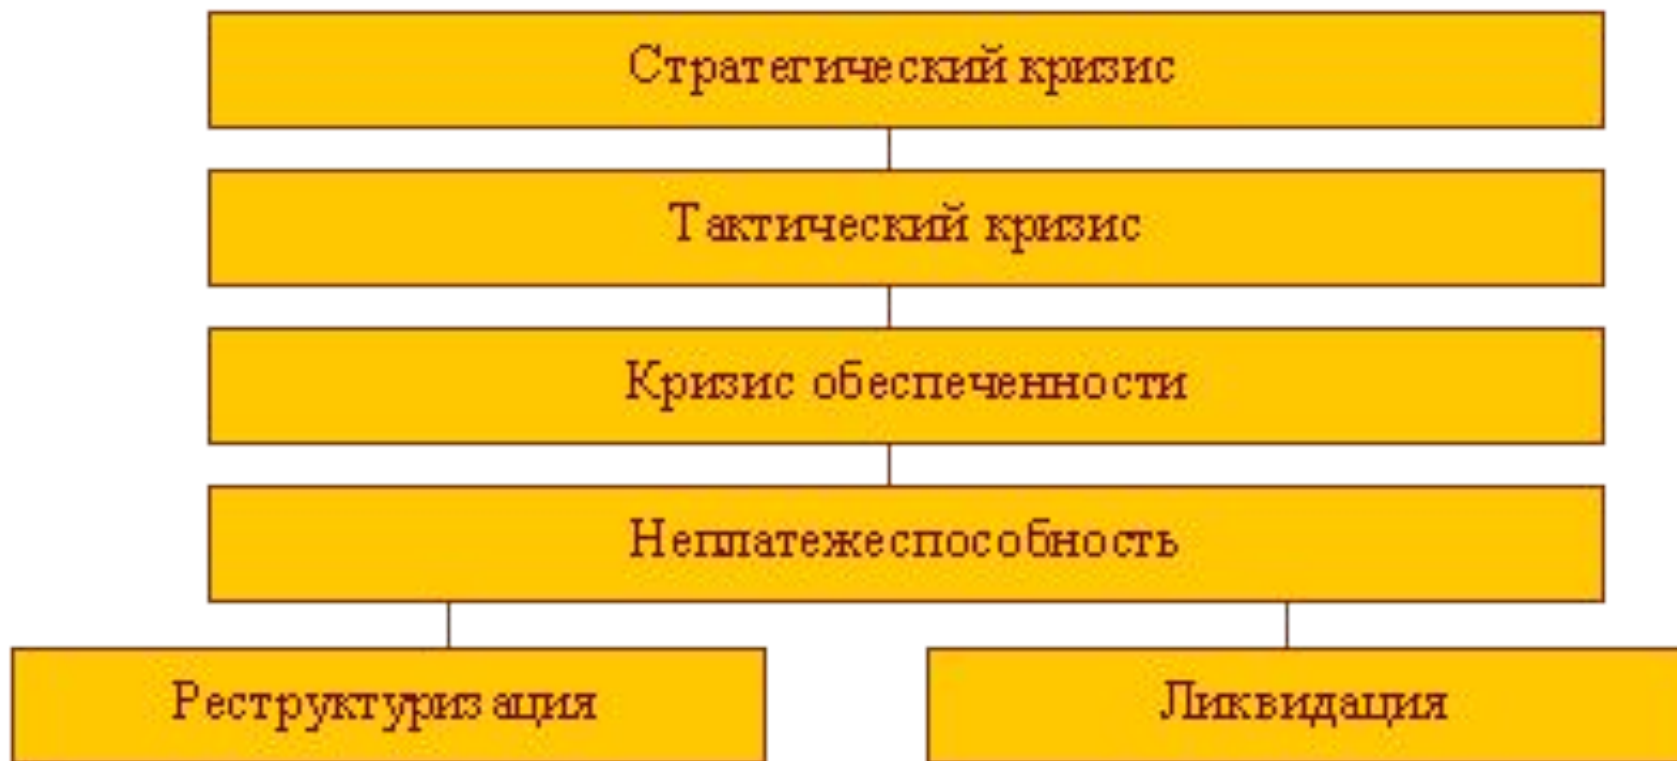 Стратегический кризис
Тактический кризис
Кризис обеспеченности
Неплатежеспособность
Реструктуризация
Ликвидация